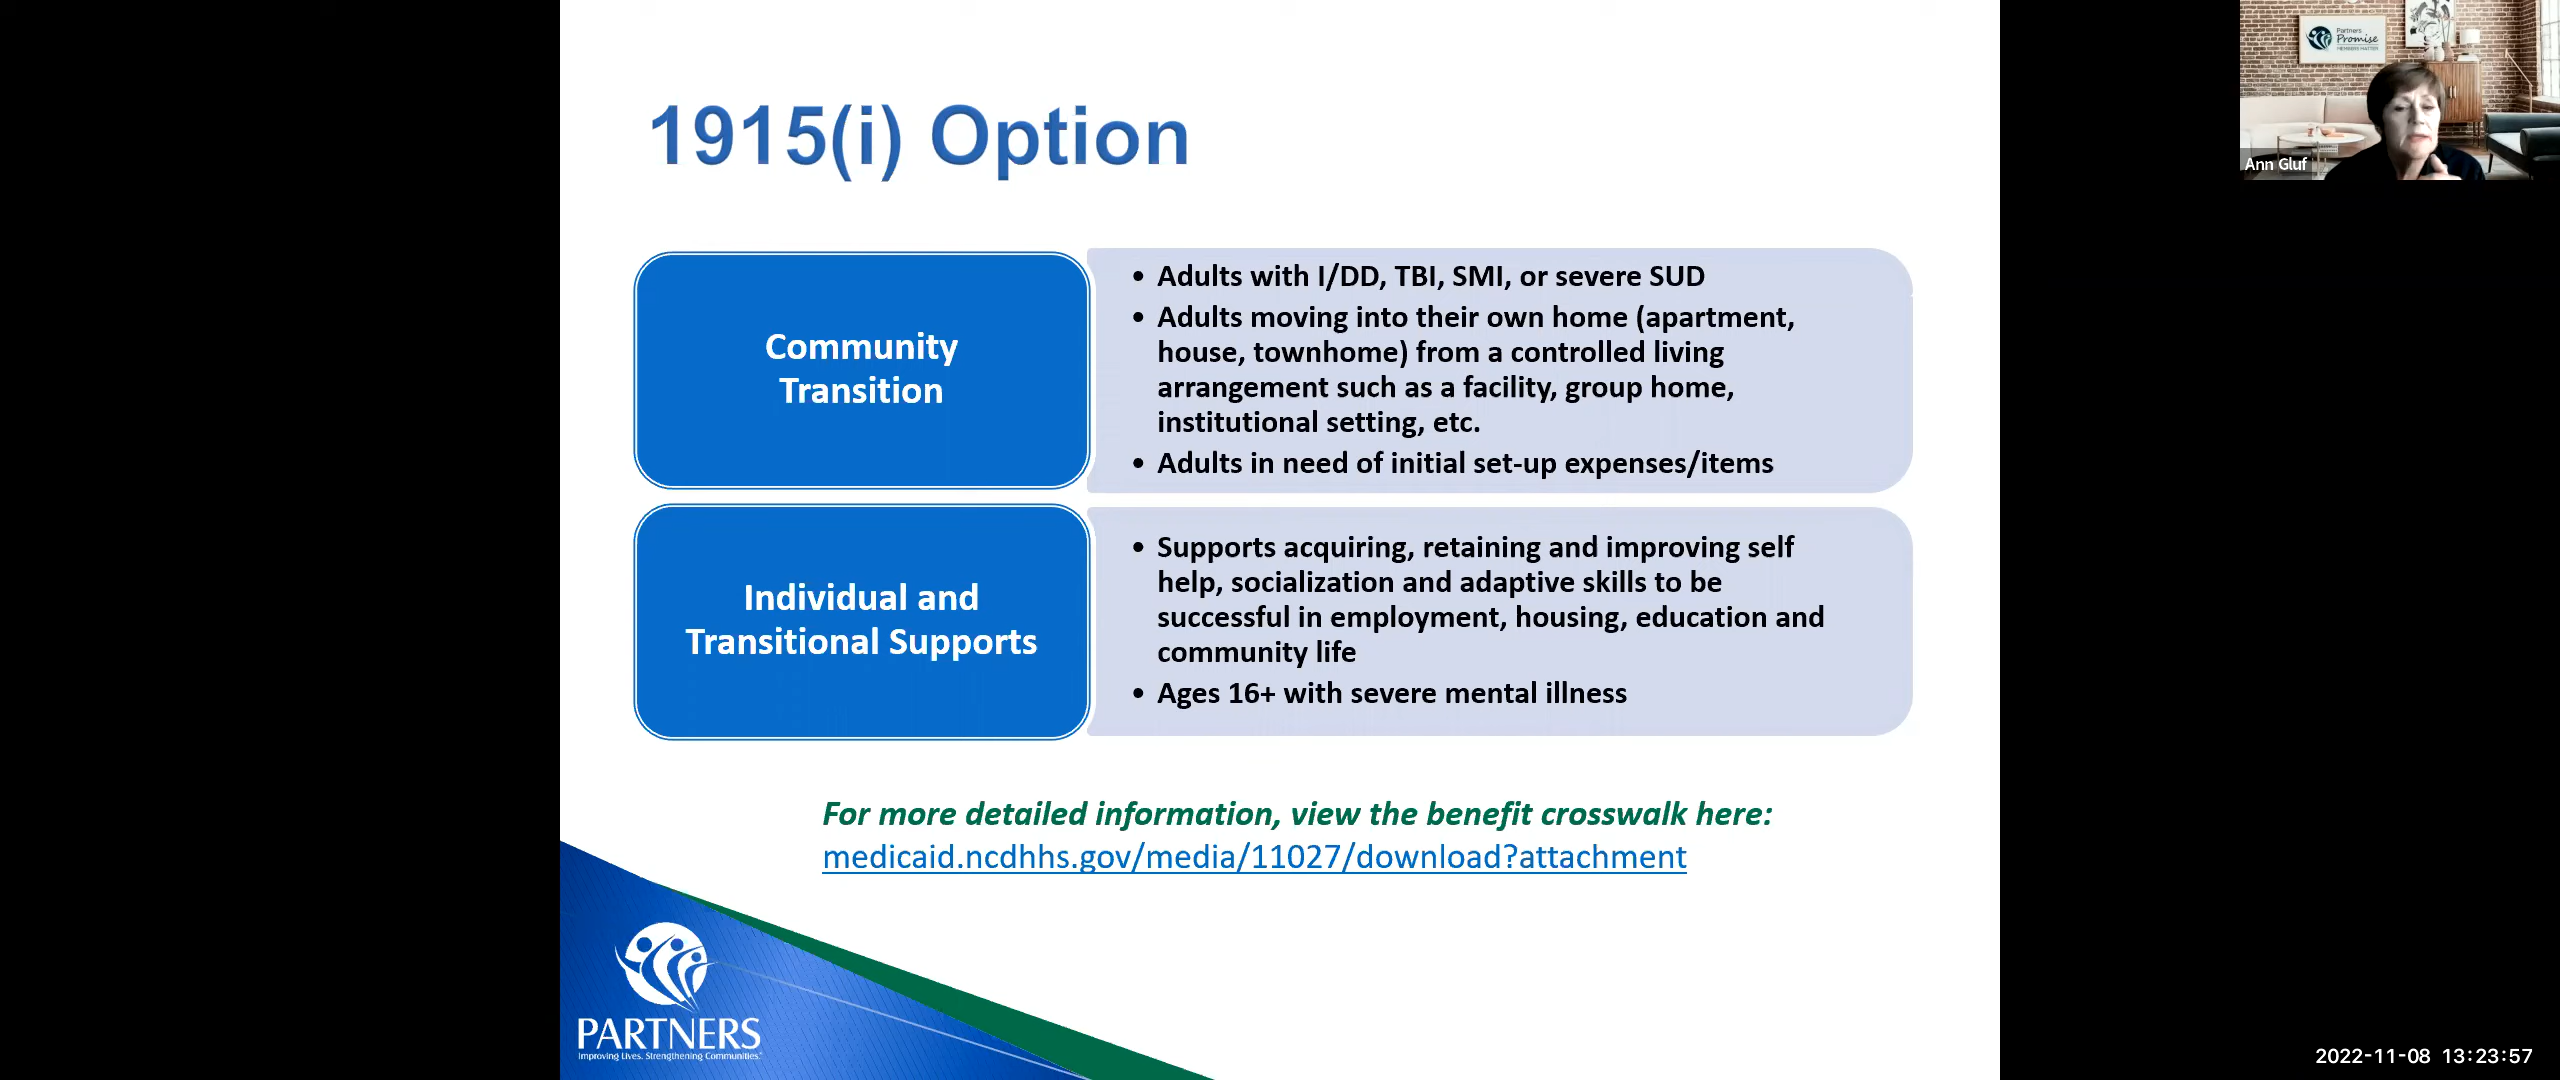 1915(i) Option
Community
Transition
• Adults with I/DD, TBI, SMI, or severe SUD
• Adults moving into their own home (apartment,
house, townhome) from a controlled living
arrangement such as a facility, group home,
institutional setting, etc.
• Adults in need of initial set-up expenses/items
Individual and
Transitional Supports
• Supports acquiring, retaining and improving self
help, socialization and adaptive skills to be
successful in employment, housing, education and
community life
• Ages 16+ with severe mental illness
For more detailed information, view the benefit crosswalk here:
medicaid.ncdhhs.gov/media/11027/download?attachment
PARTNERS
Improving Lives. Strengthening Communities.
Partners
Promise
MEMBERS MATTER
Ann Gluf
2022-11-08 13:23:57